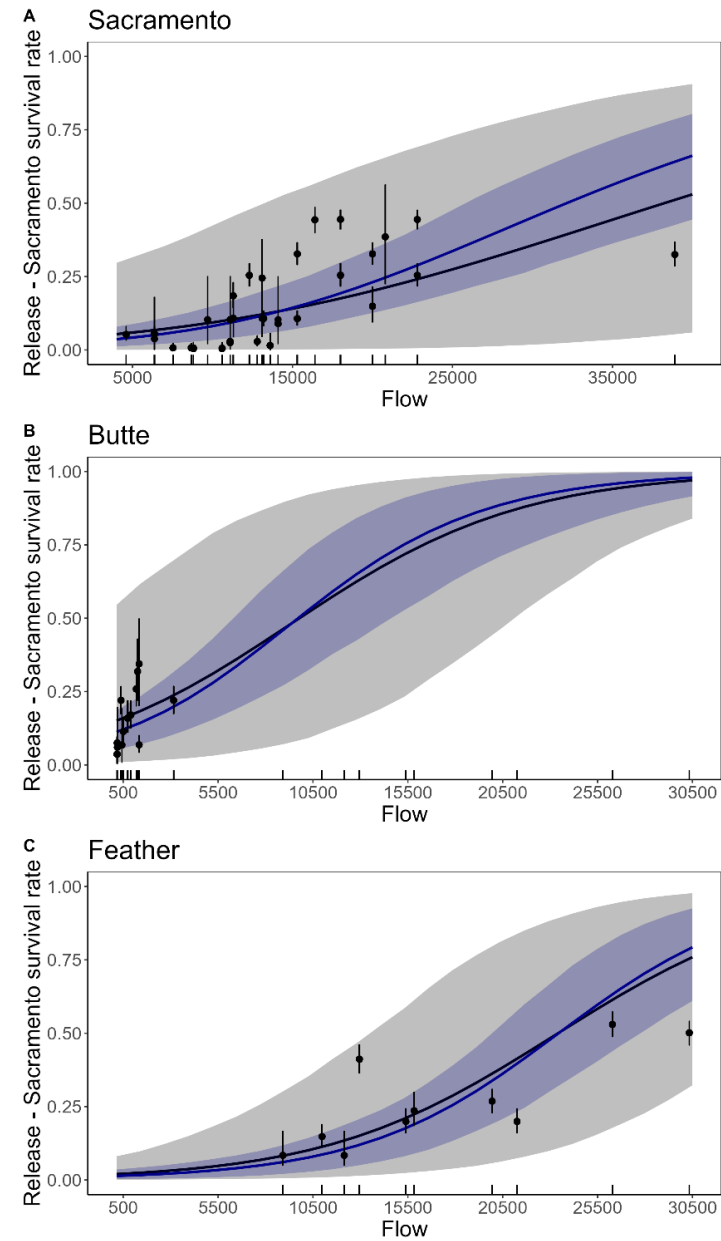 A
Sacramento
Release - Sacramento survival rate
1.00
0.75
0.50
0.25
0.00
5000 15000 25000 35000
Flow
B
Butte
Release - Sacramento survival rate
1.00
0.75
0.50
0.25
0.00
500 5500 10500 15500 20500 25500 30500
Flow
C
Feather
Release - Sacramento survival rate
1.00
0.75
0.50
0.25
0.00
500 5500 10500 15500 20500 25500 30500
Flow